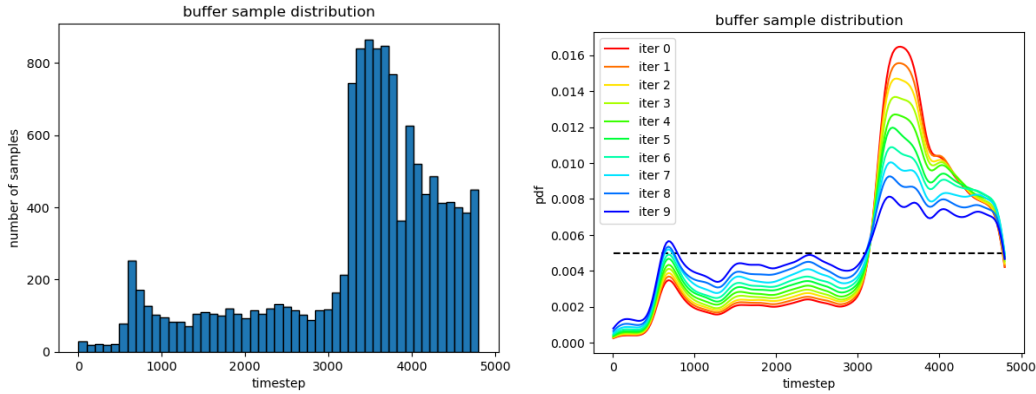 buffer sample distribution
number of samples
800
600
400
200
0
0 1000 2000 3000 4000 5000
timestep
buffer sample distribution
pdf
0.016
0.014
0.012
0.010
0.008
0.006
0.004
0.002
0.000
iter 0
iter 1
iter 2
iter 3
iter 4
iter 5
iter 6
iter 7
iter 8
iter 9
0 1000 2000 3000 4000 5000
timestep